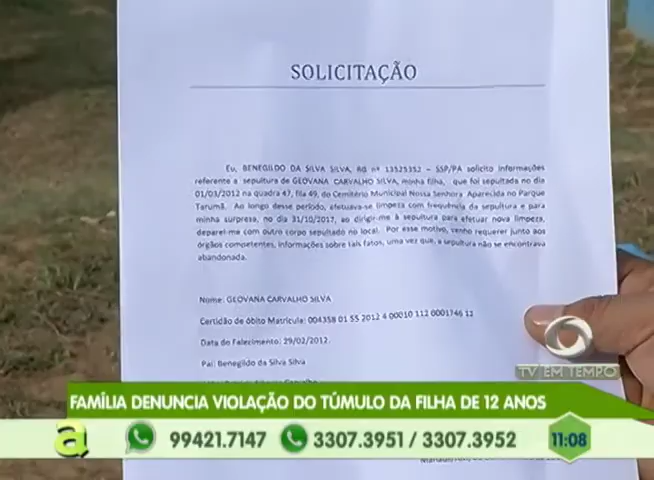 SOLICITAÇÃO
Eu, BENEGILDO DA SILVA SILVA, RG nº 13525352 – SSP/PA solicito informações
referente a sepultura de GEOVANA CARVALHO SILVA, minha filha, que foi sepultada no dia
01/03/2012 na quadra 47, fila 49, do Cemitério Municipal Nossa Senhora Aparecida no Parque
Tarumã. Ao longo desse período, efetuava-se limpeza com frequência da sepultura e para
minha surpresa, no dia 31/10/2017, ao dirigir-me à sepultura para efetuar nova limpeza,
deparei-me com outro corpo sepultado no local. Por esse motivo, venho requerer junto aos
órgãos competentes, informações sobre tais fatos, uma vez que, a sepultura não se encontrava
abandonada.
Nome: GEOVANA CARVALHO SILVA
Certidão de óbito Matrícula: 004358 01 55 2012 4 00010 112 0001746 11
Data do Falecimento: 29/02/2012.
Pai: Benegildo da Silva Silva
TV EM TEMPO
FAMÍLIA DENUNCIA VIOLAÇÃO DO TÚMULO DA FILHA DE 12 ANOS
a 99421.7147 3307.3951 / 3307.3952 11:08